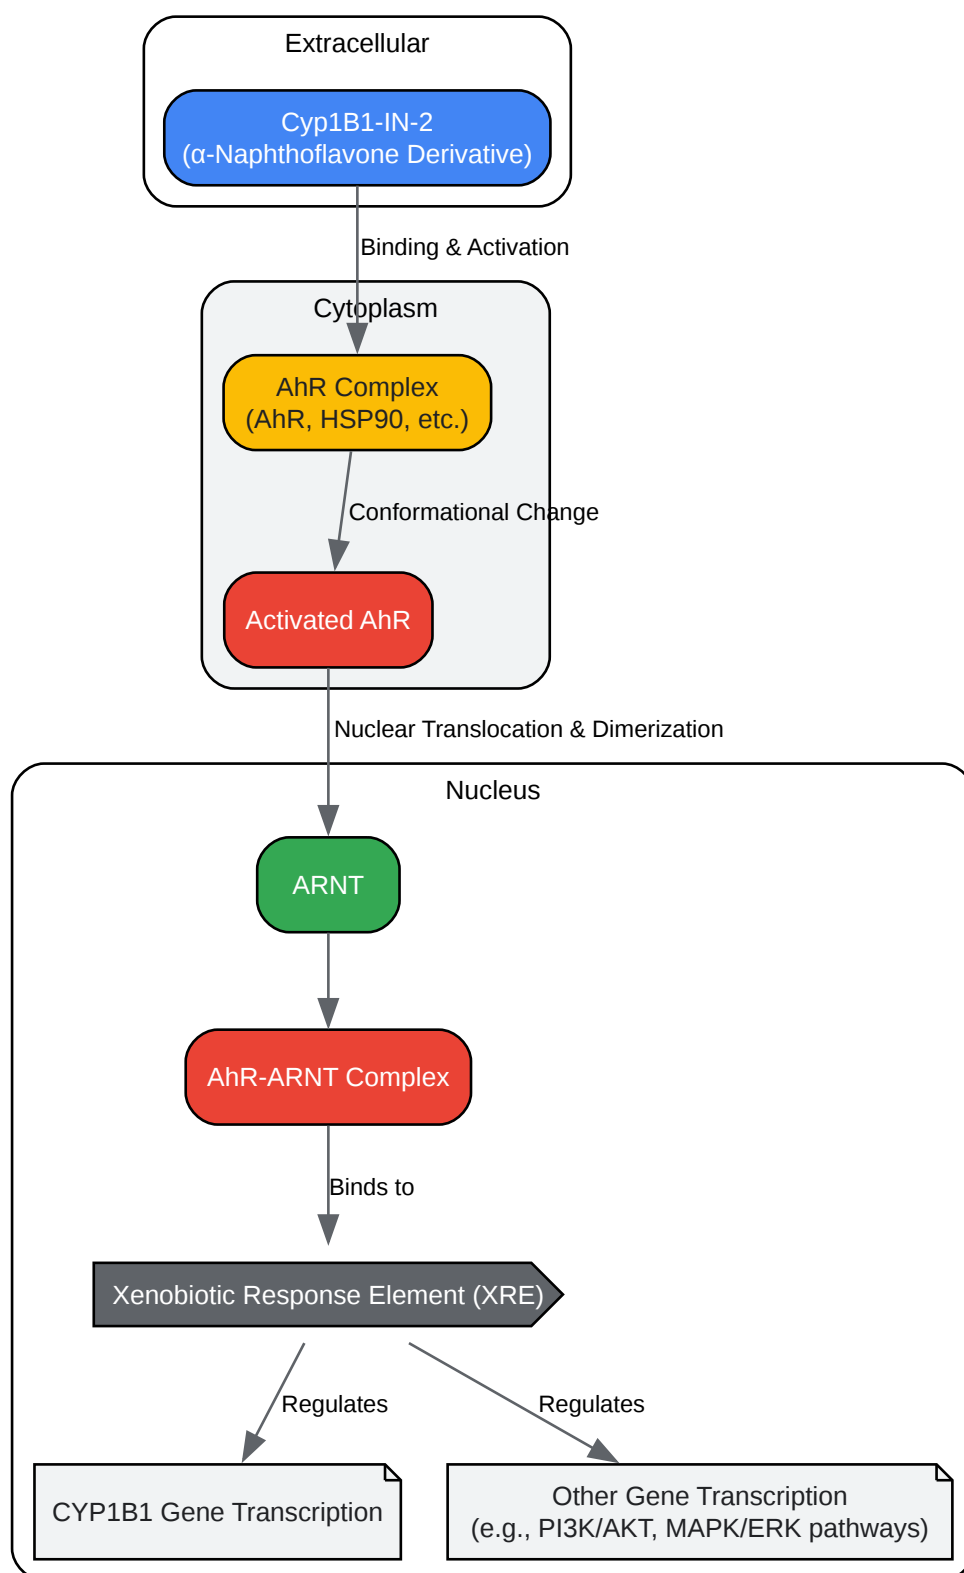 Extracellular
Cyp1B1-IN-2
(α-Naphthoflavone Derivative)
Binding & Activation
Cytoplasm
AhR Complex
(AhR, HSP90, etc.)
Conformational Change
Activated AhR
Nuclear Translocation & Dimerization
Nucleus
ARNT
AhR-ARNT Complex
Binds to
Xenobiotic Response Element (XRE)
Regulates
Regulates
CYP1B1 Gene Transcription
Other Gene Transcription
(e.g., PI3K/AKT, MAPK/ERK pathways)